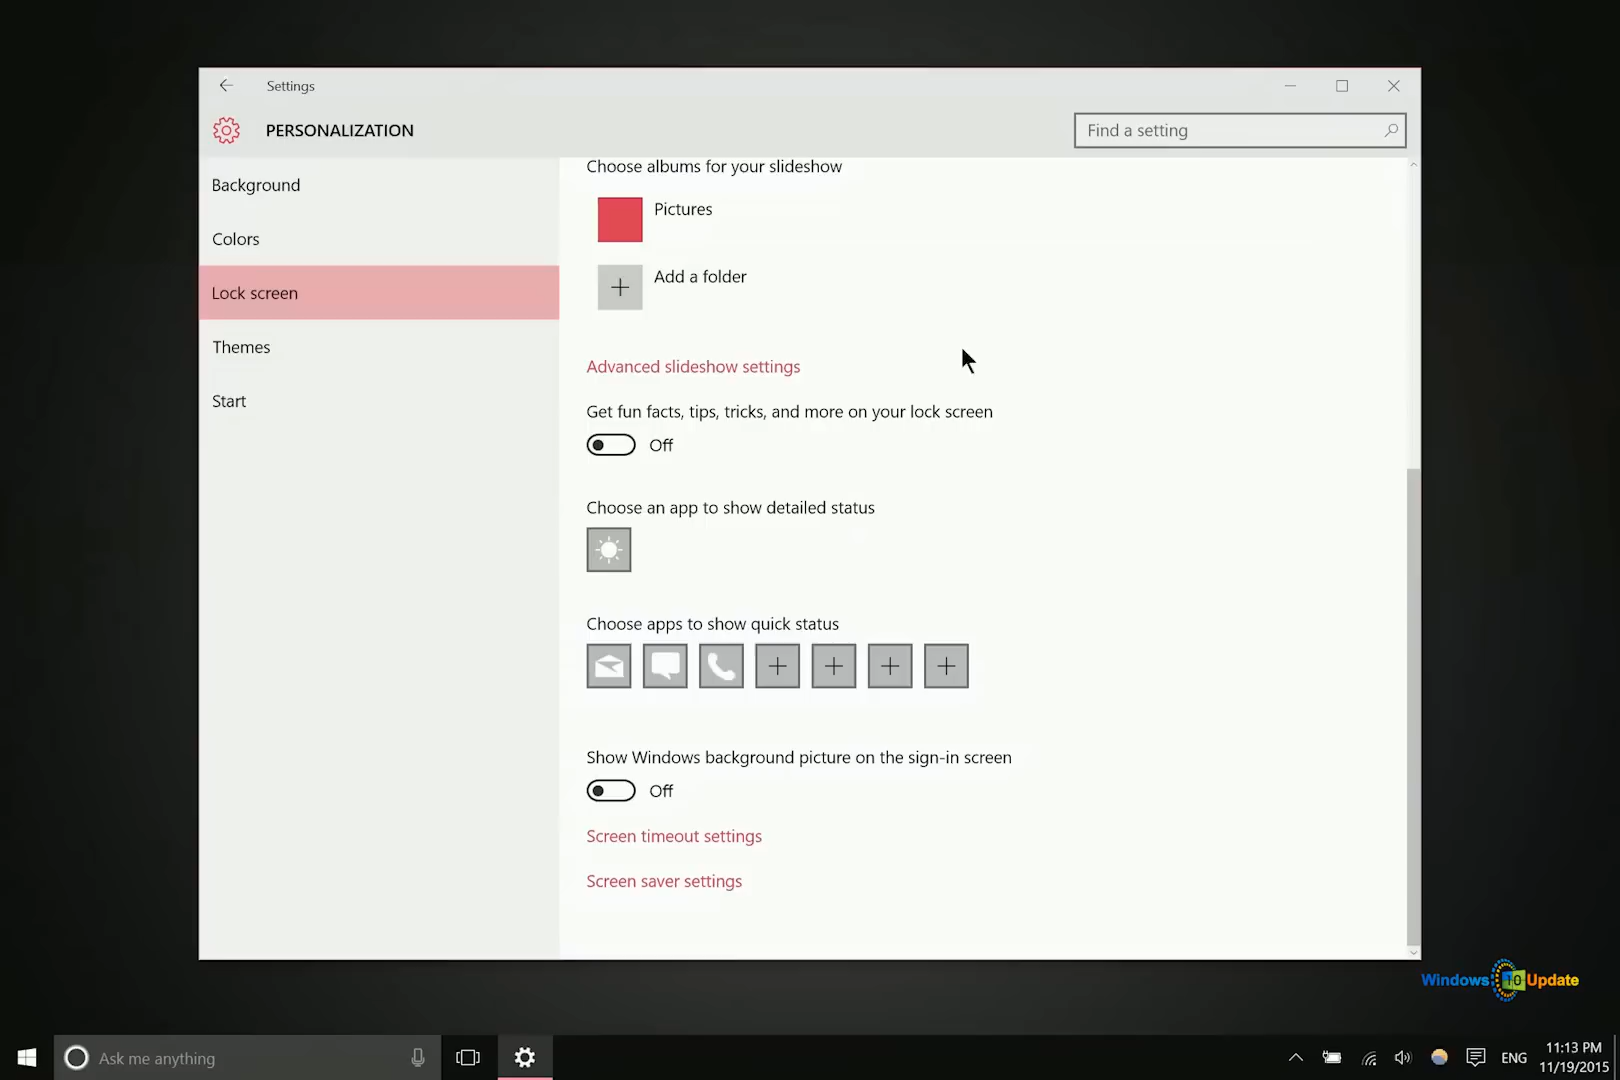 Settings
PERSONALIZATION
Find a setting
Background
Colors
Lock screen
Themes
Start
Choose albums for your slideshow
Pictures
Add a folder
Advanced slideshow settings
Get fun facts, tips, tricks, and more on your lock screen
Off
Choose an app to show detailed status
Choose apps to show quick status
Show Windows background picture on the sign-in screen
Off
Screen timeout settings
Screen saver settings
Windows 10 Update
Ask me anything
ENG
11:13 PM
11/19/2015